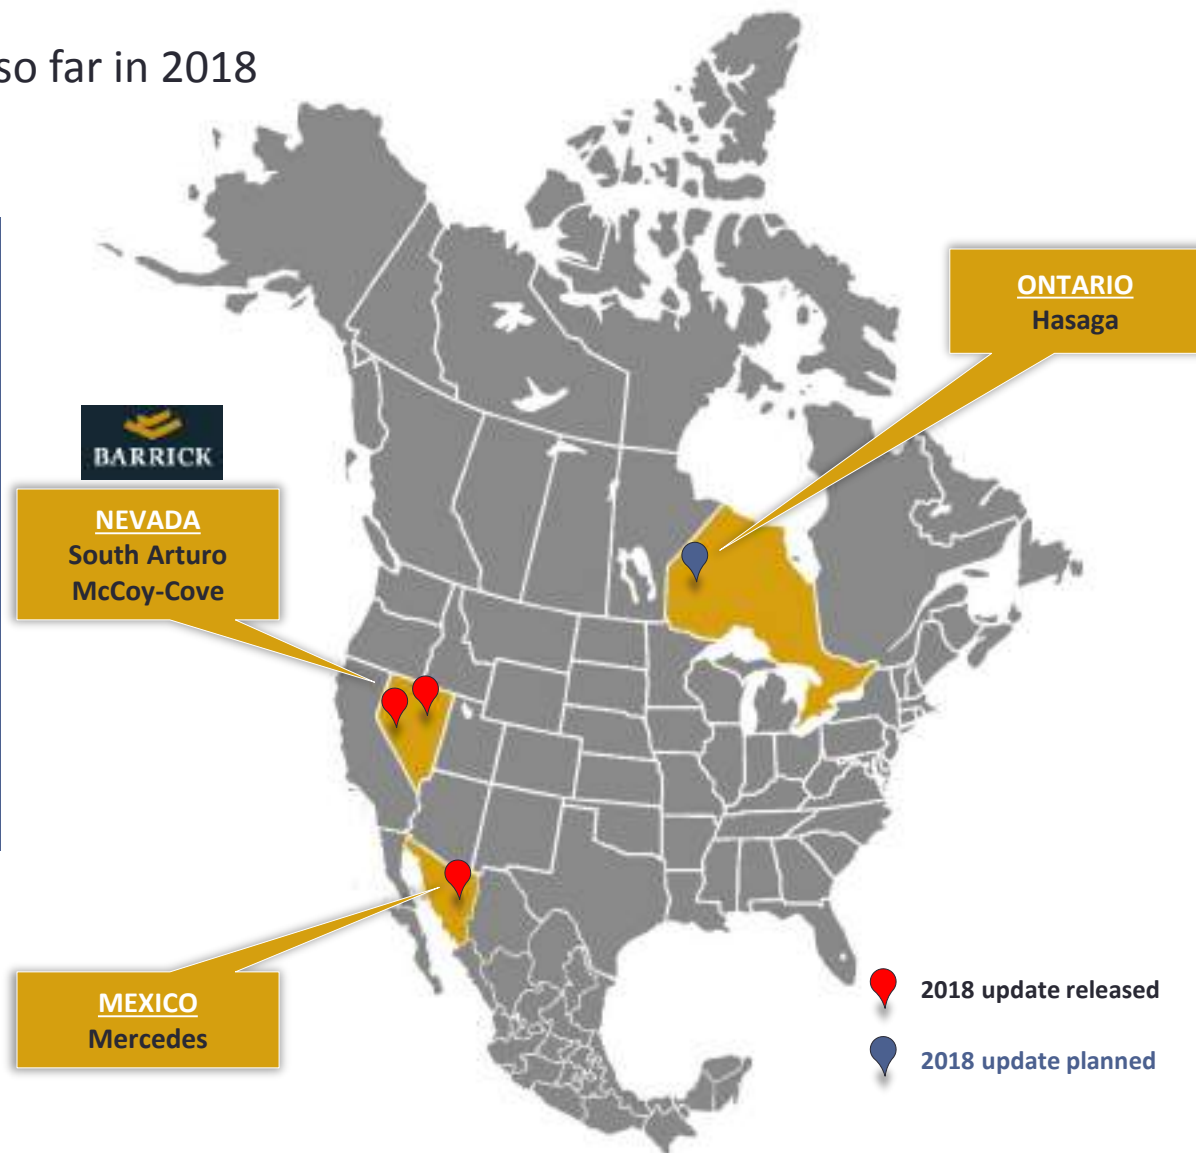 so far in 2018
ONTARIO
Hasaga
BARRICK
NEVADA
South Arturo
McCoy-Cove
MEXICO
Mercedes
2018 update released
2018 update planned